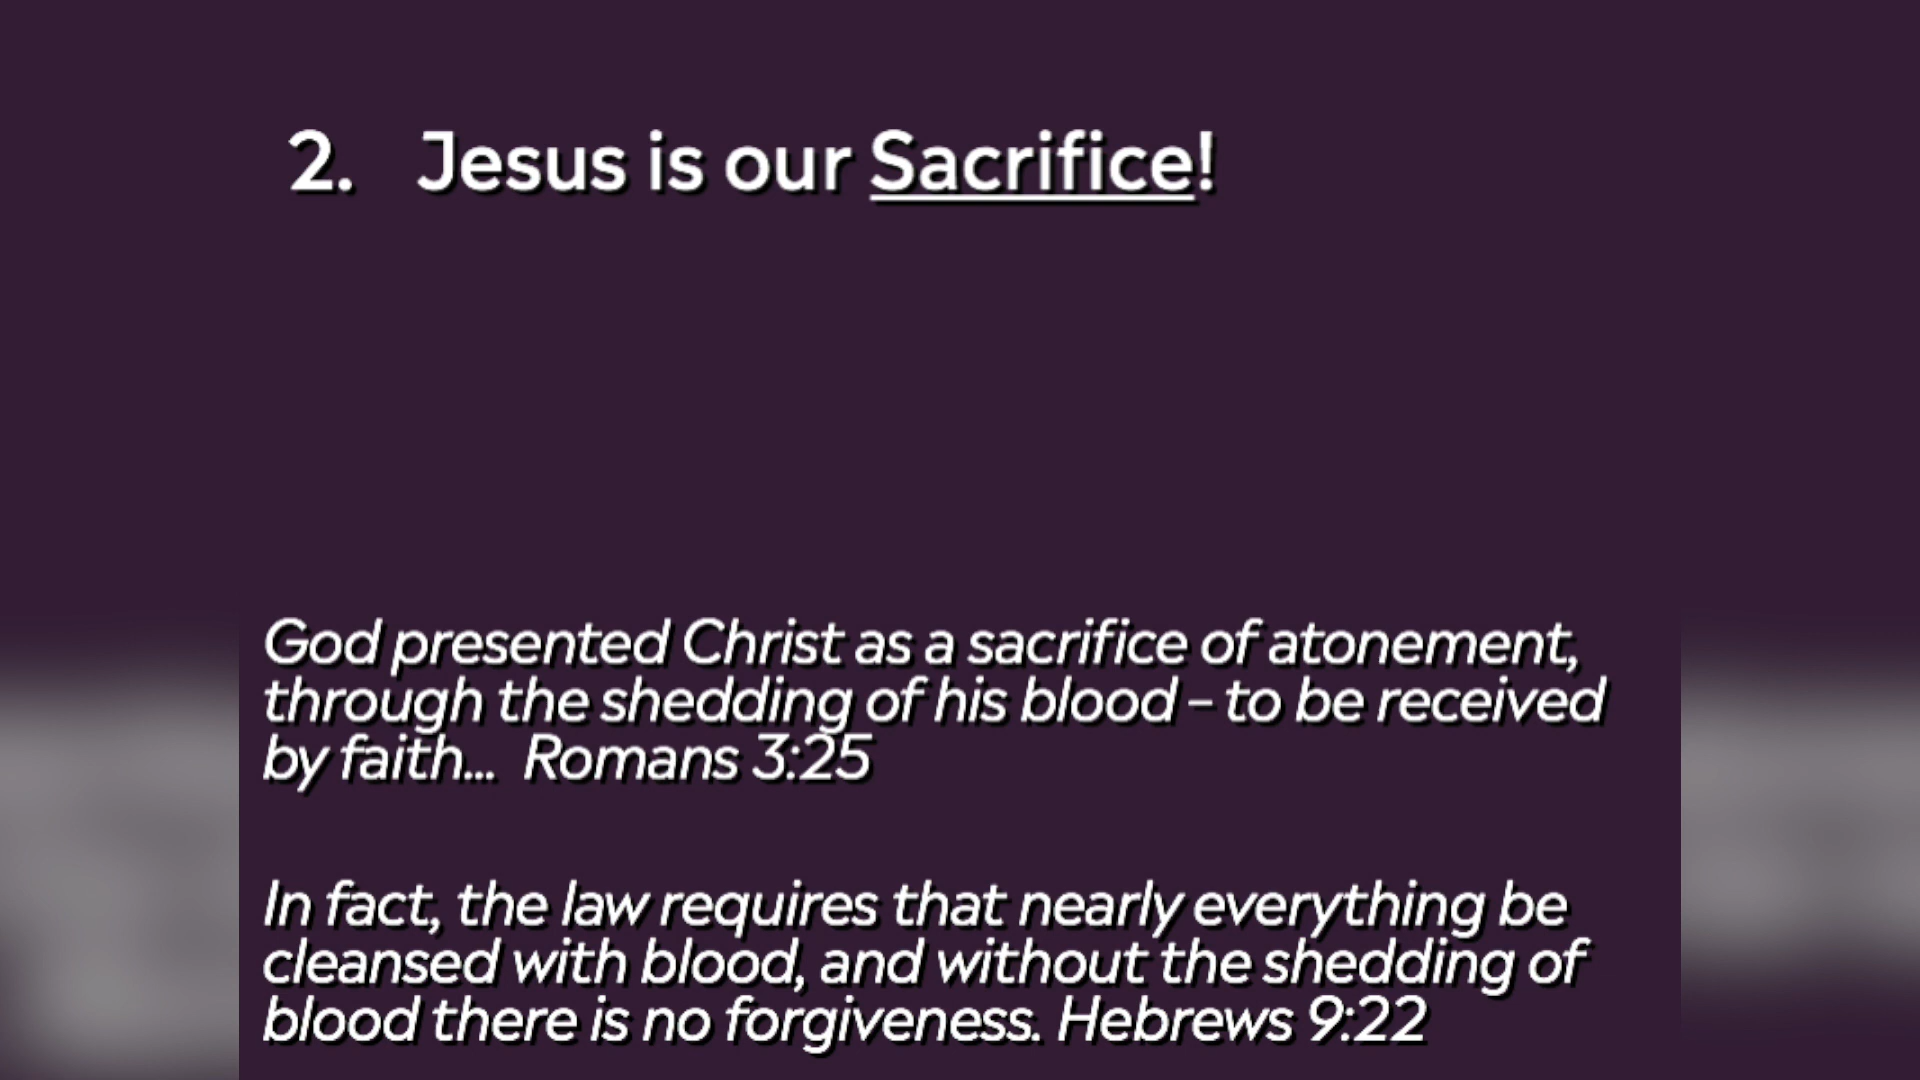 2. Jesus is our Sacrifice!
God presented Christ as a sacrifice of atonement,
through the shedding of his blood – to be received
by faith... Romans 3:25
In fact, the law requires that nearly everything be
cleansed with blood, and without the shedding of
blood there is no forgiveness. Hebrews 9:22